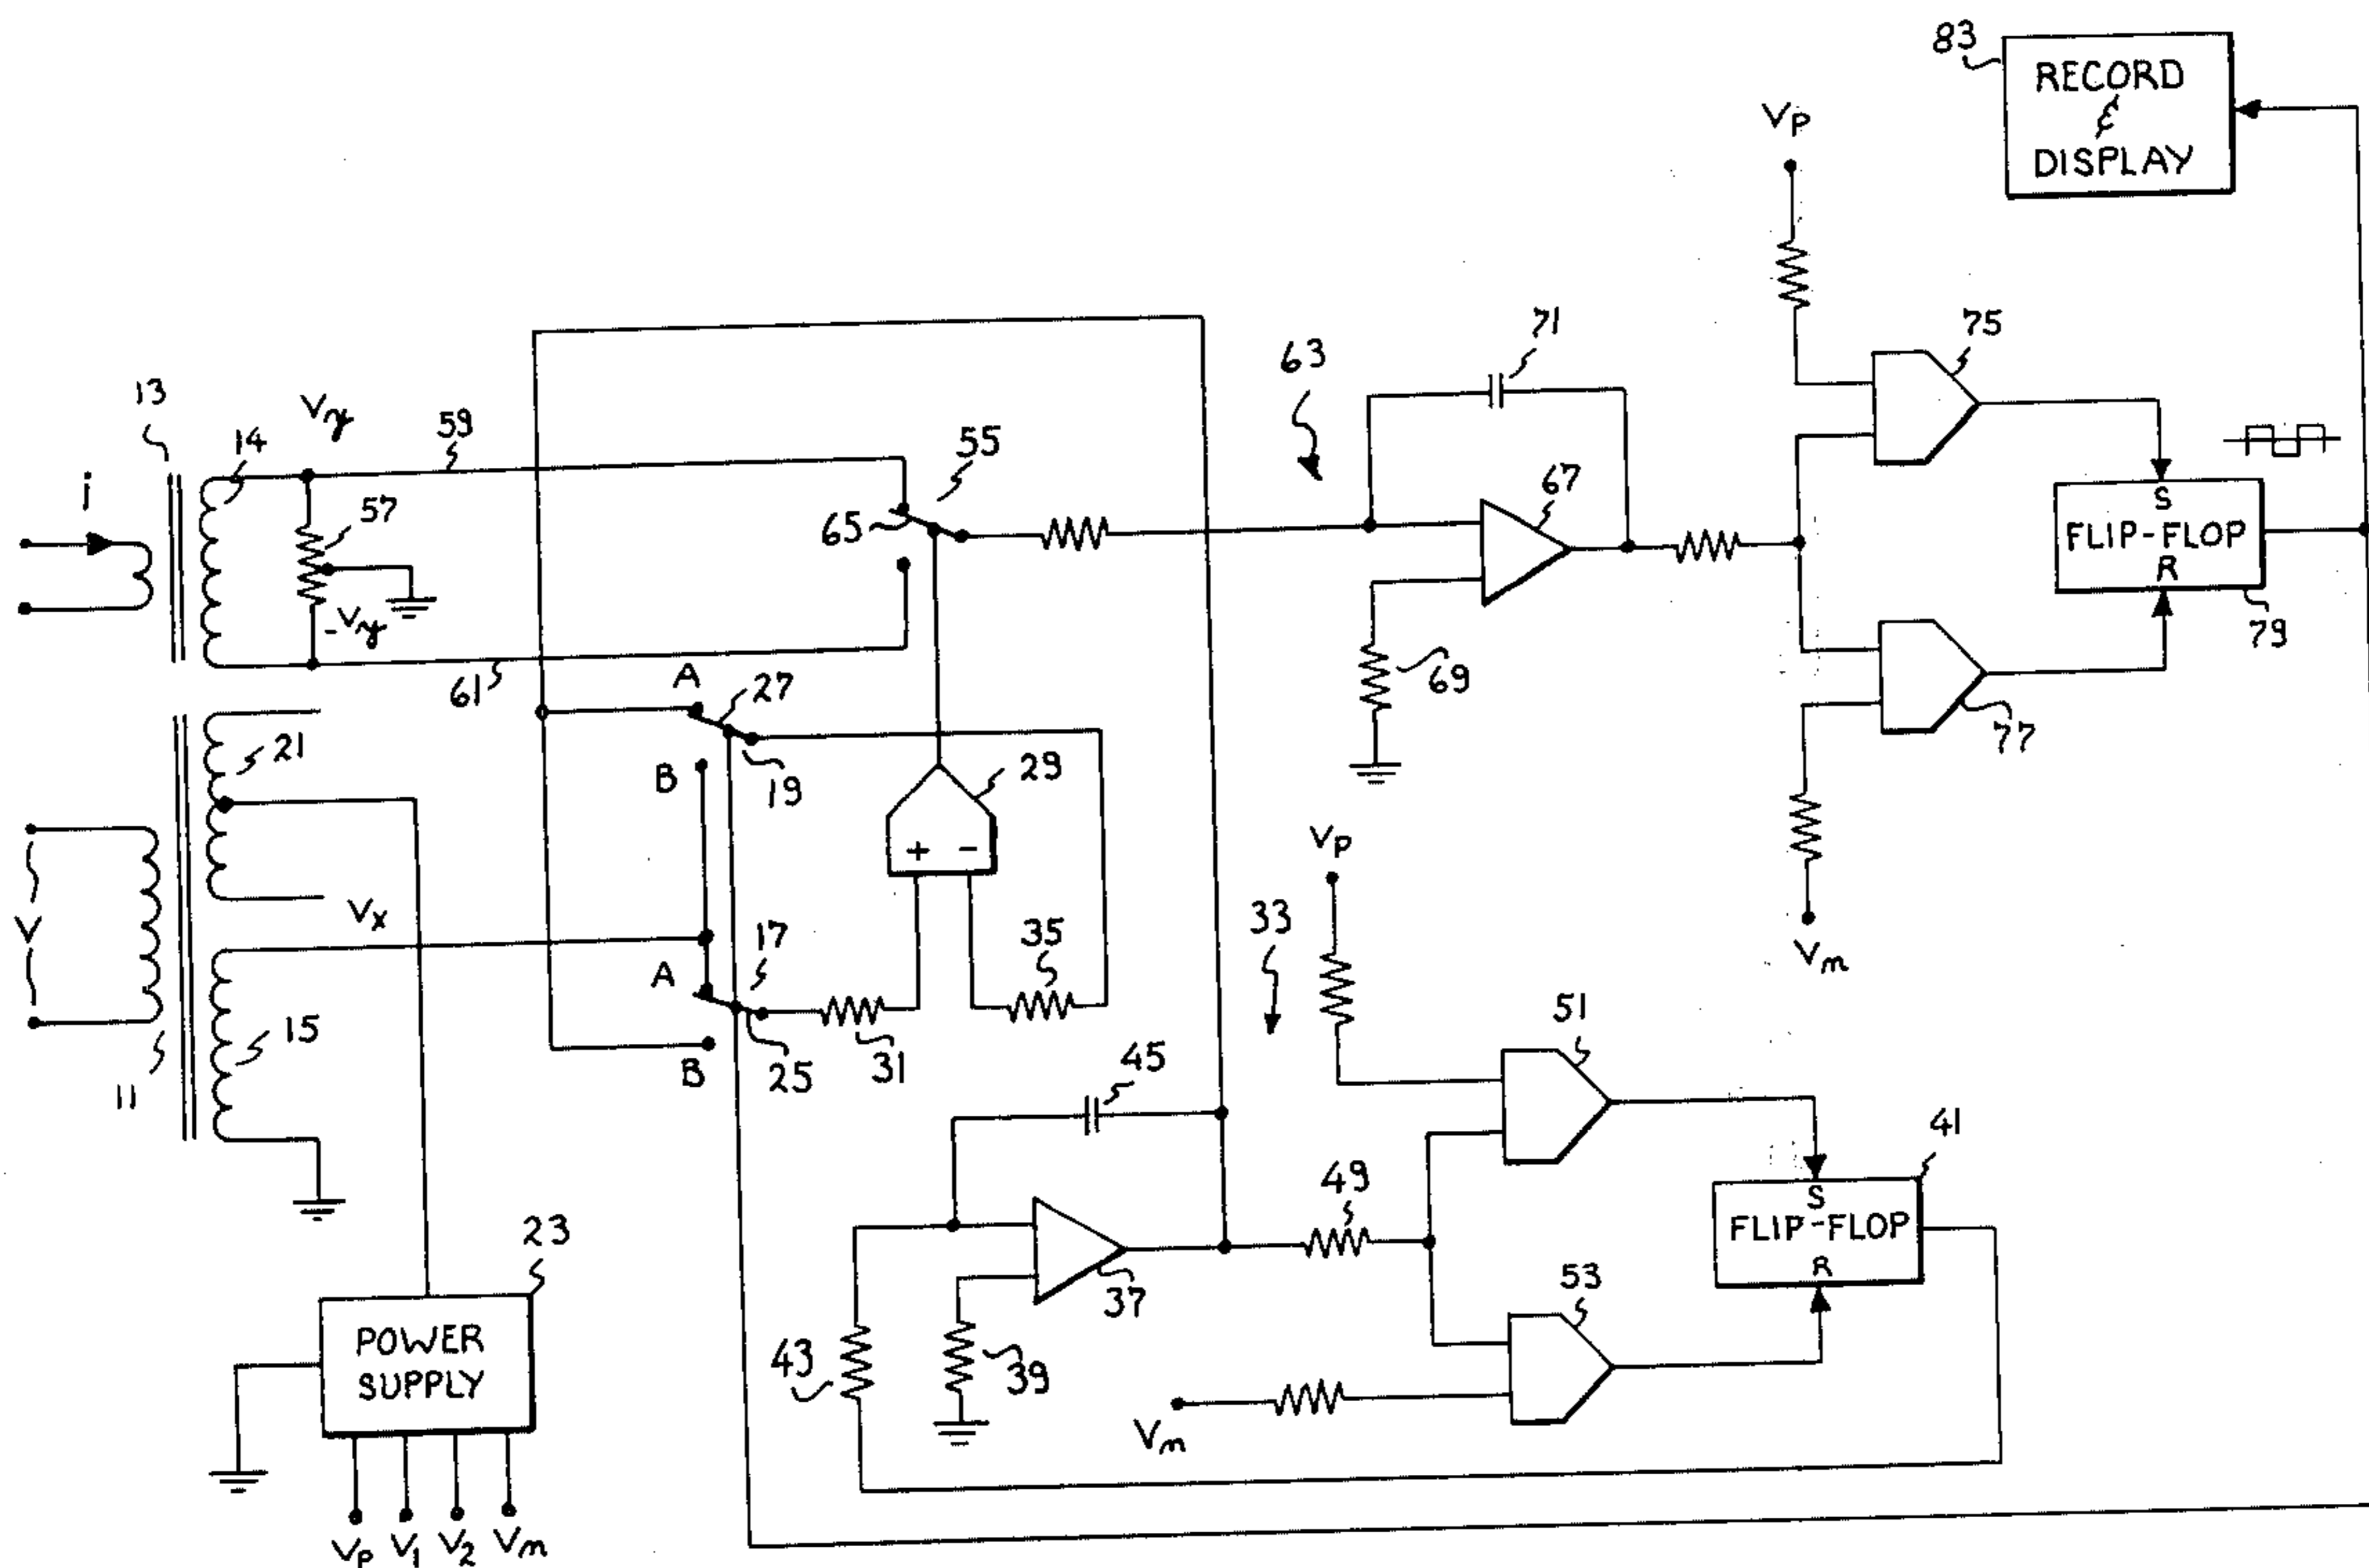 83
RECORD
&
DISPLAY
Vp
75
71
63
13
Vy
59
14
55
i
57
67
65
S
FLIP-FLOP
R
79
-Vy
61
A
27
69
77
21
B
19
29
+ -
Vp
Vm
V
Vx
33
35
A
17
51
15
31
45
B
25
11
41
49
S
FLIP-FLOP
R
23
53
37
POWER
SUPPLY
43
39
Vm
Vp V1 V2 Vm